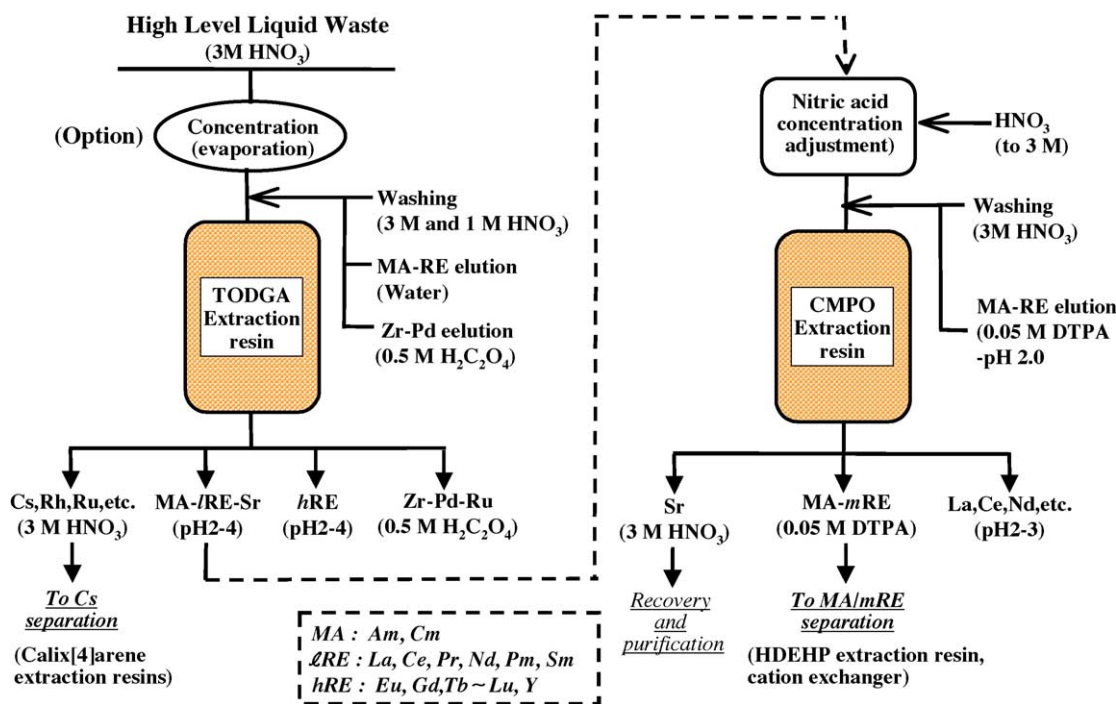 High Level Liquid Waste
(3M HNO₃)
(Option)
Concentration
(evaporation)
Washing
(3 M and 1 M HNO₃)
MA-RE elution
(Water)
Zr-Pd eelution
(0.5 M H₂C₂O₄)
TODGA
Extraction
resin
Cs,Rh,Ru,etc.
(3 M HNO₃)
MA-lRE-Sr
(pH2-4)
hRE
(pH2-4)
Zr-Pd-Ru
(0.5 M H₂C₂O₄)
To Cs
separation
(Calix[4]arene
extraction resins)
MA : Am, Cm
ℓRE : La, Ce, Pr, Nd, Pm, Sm
hRE : Eu, Gd,Tb~Lu, Y
Nitric acid
concentration
adjustment)
HNO₃
(to 3 M)
Washing
(3M HNO₃)
MA-RE elution
(0.05 M DTPA
-pH 2.0
CMPO
Extraction
resin
Sr
(3 M HNO₃)
MA-mRE
(0.05 M DTPA)
La,Ce,Nd,etc.
(pH2-3)
Recovery
and
purification
To MA/mRE
separation
(HDEHP extraction resin,
cation exchanger)